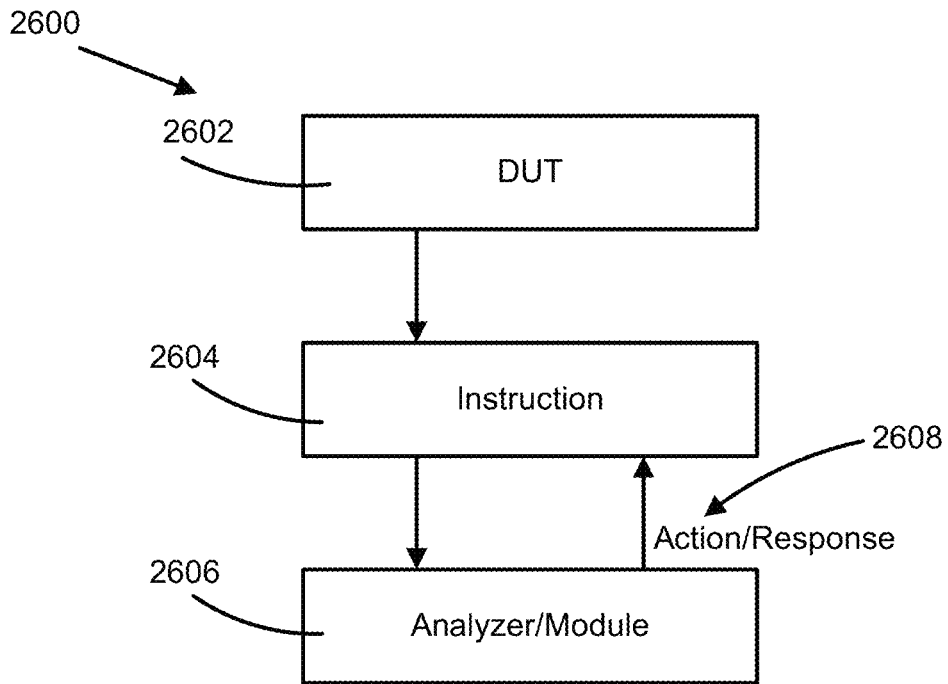 2600
2602
DUT
2604
Instruction
2608
Action/Response
2606
Analyzer/Module